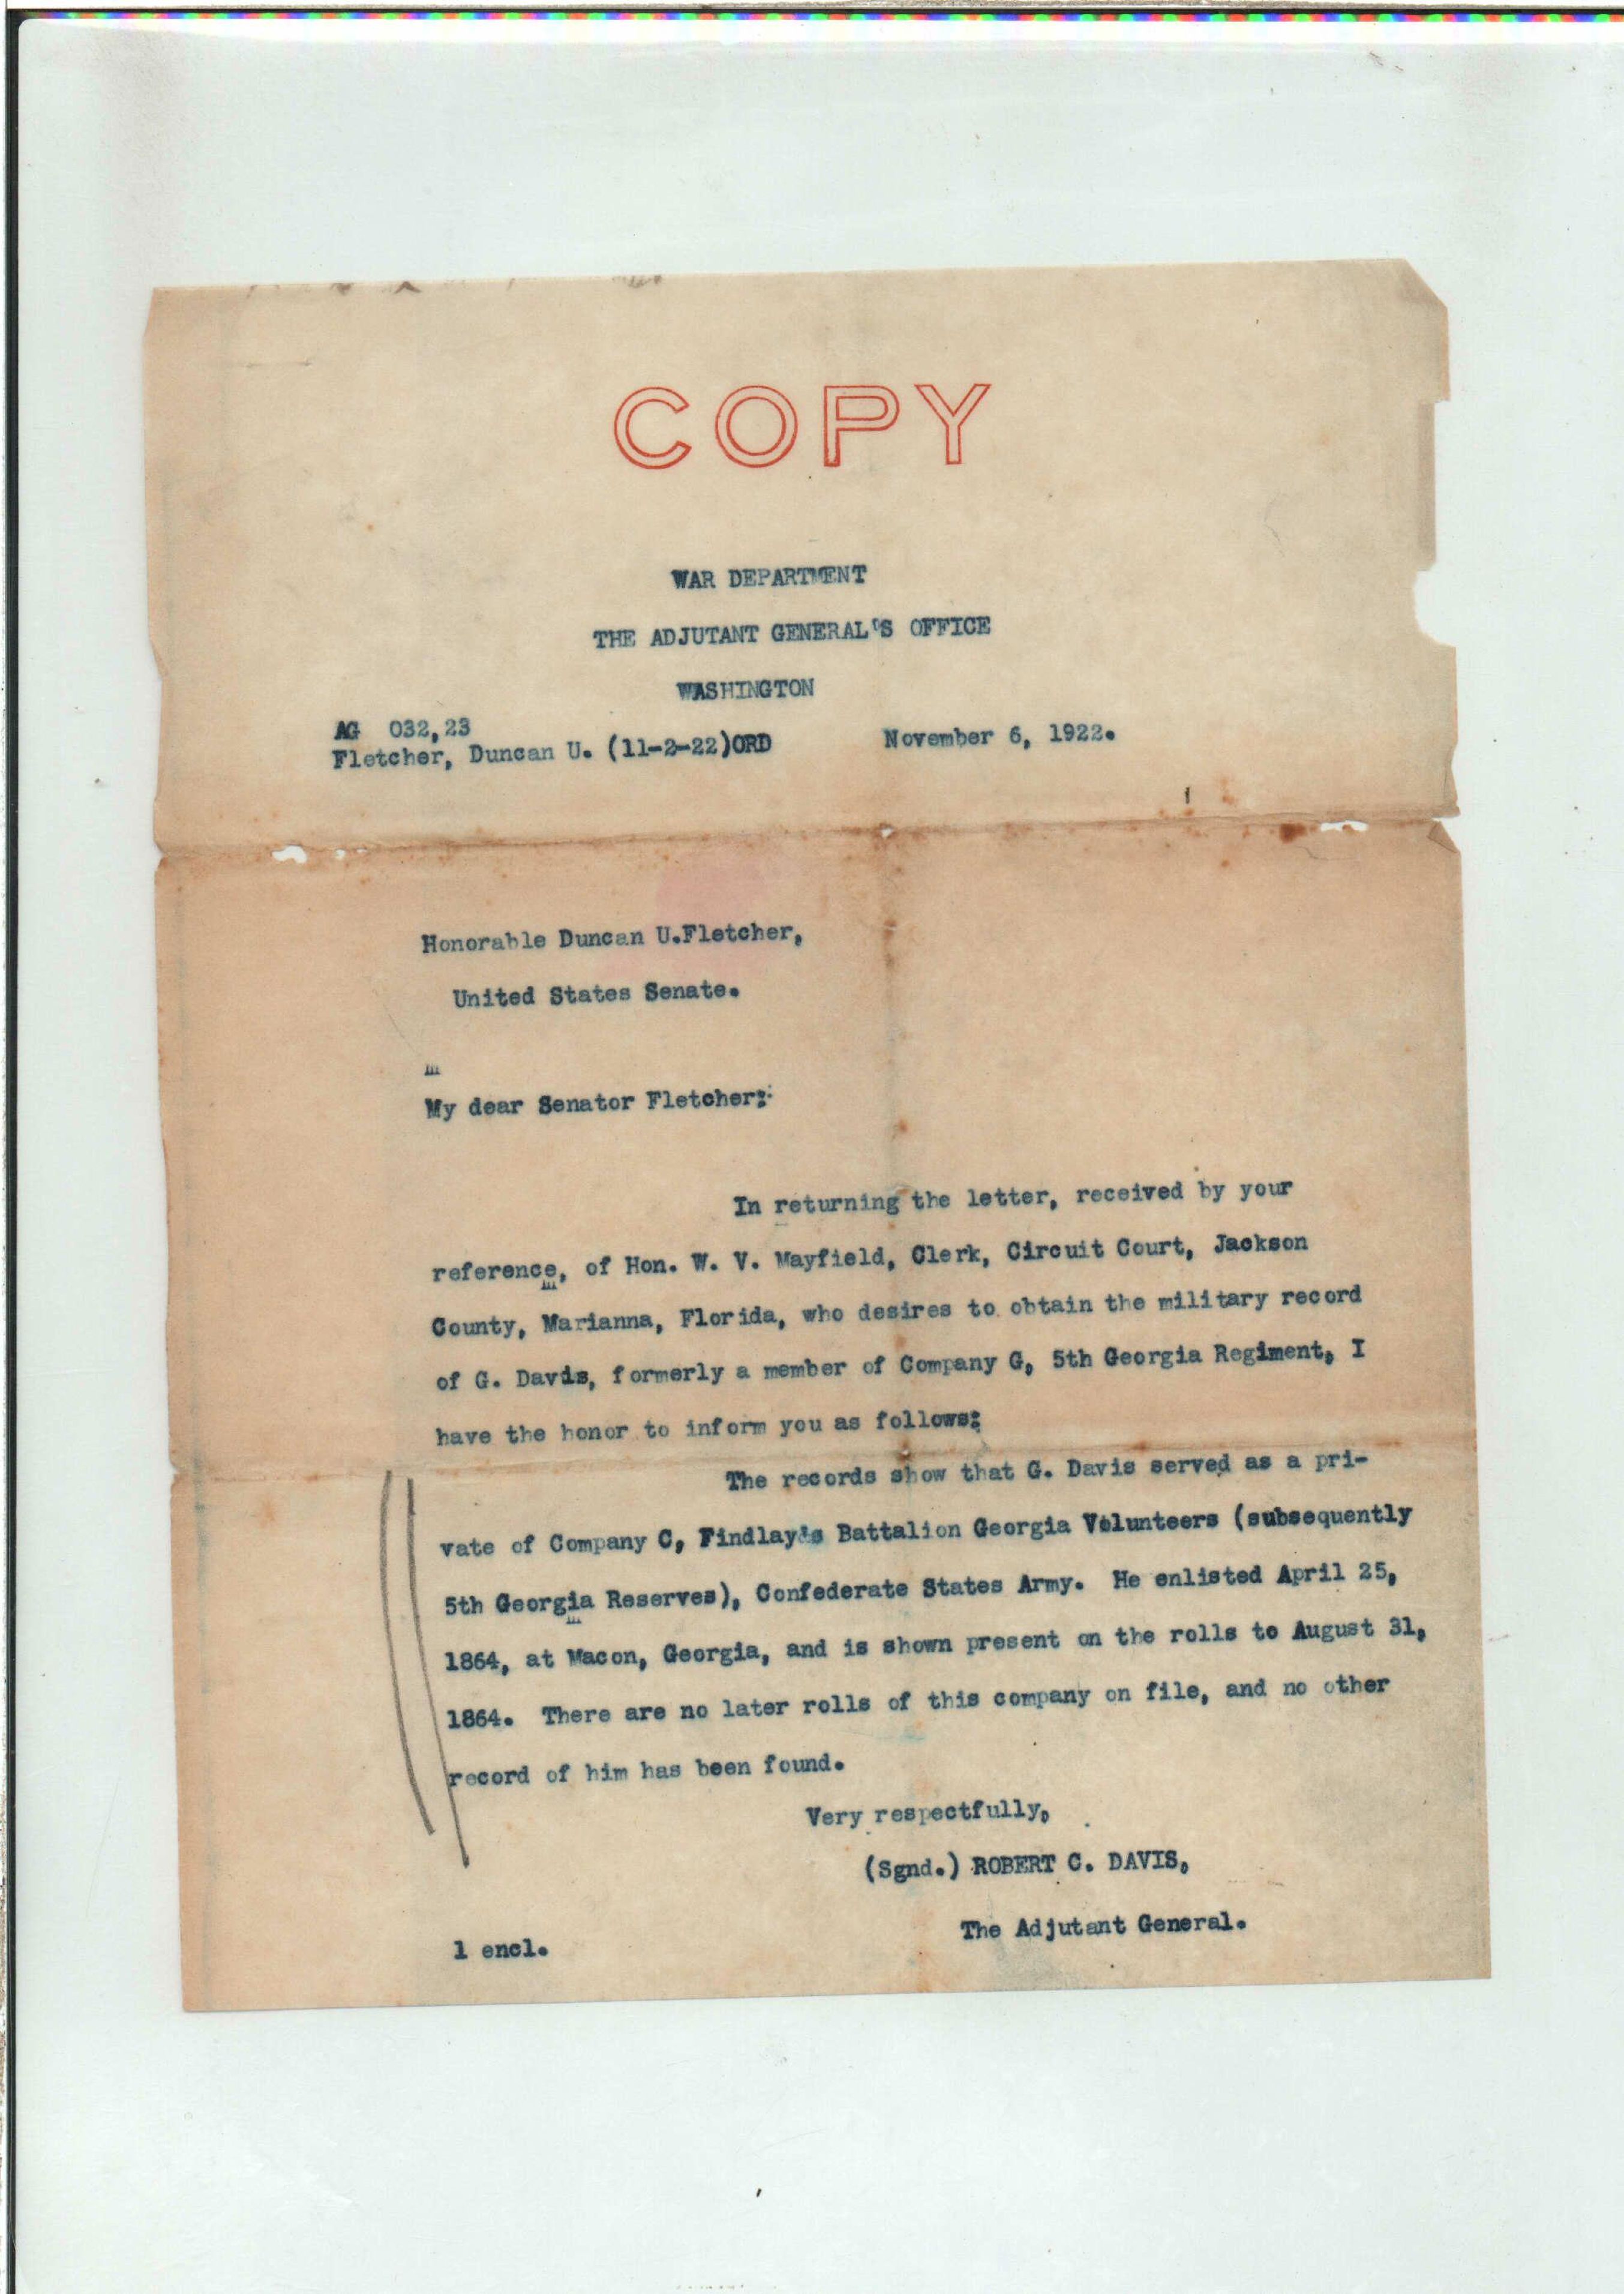 COPY
WAR DEPARTMENT
THE ADJUTANT GENERAL'S OFFICE
WASHINGTON
AG 032,23
Fletcher, Duncan U. (11-2-22)ORD November 6, 1922.
Honorable Duncan U.Fletcher,
United States Senate.
My dear Senator Fletcher:
In returning the letter, received by your
reference, of Hon. W. V. Mayfield, Clerk, Circuit Court, Jackson
County, Marianna, Florida, who desires to obtain the military record
of G. Davis, formerly a member of Company G, 5th Georgia Regiment, I
have the honor to inform you as follows:
The records show that G. Davis served as a pri-
vate of Company C, Findlay's Battalion Georgia Volunteers (subsequently
5th Georgia Reserves), Confederate States Army. He enlisted April 25,
1864, at Macon, Georgia, and is shown present on the rolls to August 31,
1864. There are no later rolls of this company on file, and no other
record of him has been found.
Very respectfully,
(Sgnd.) ROBERT C. DAVIS,
The Adjutant General.
1 encl.